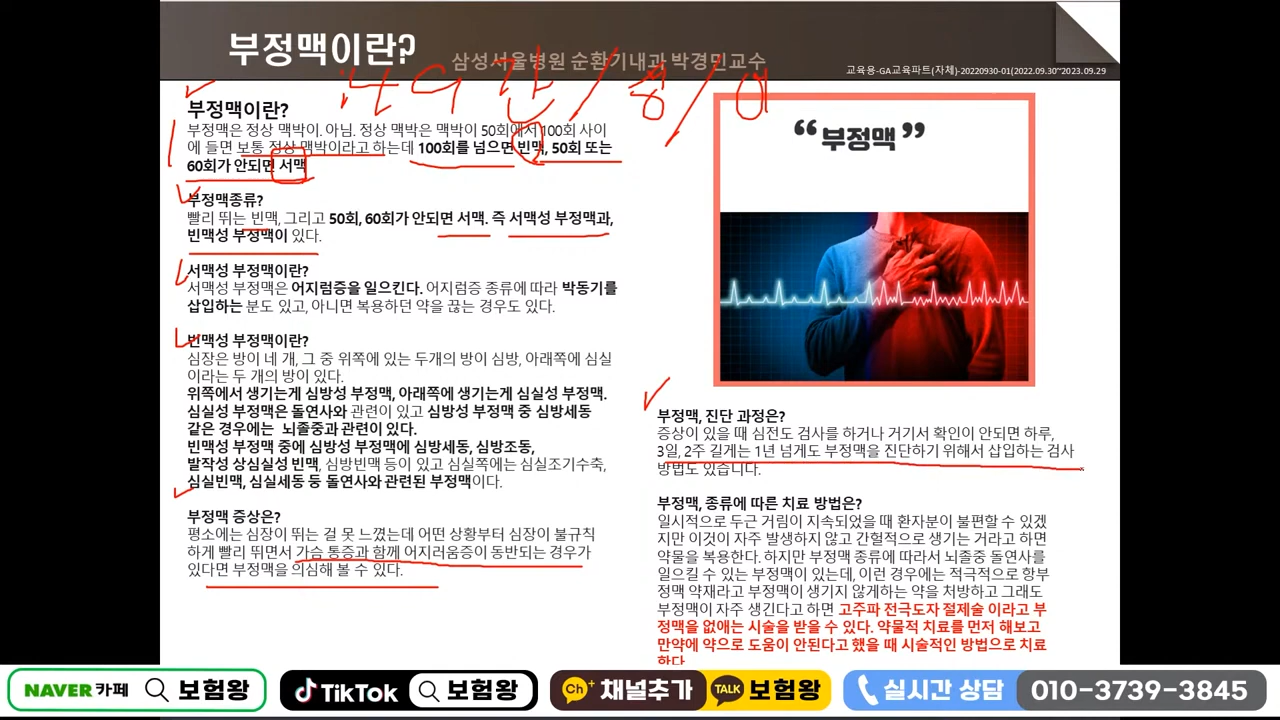 부정맥이란?
삼성서울병원 순환기내과 박경민교수
교육용-GA교육파트(자체)-20220930-01(2022.09.30~2023.09.29
부정맥이란?
부정맥은 정상 맥박이. 아님. 정상 맥박은 맥박이 50회에서 100회 사이
에 들면 보통 정상 맥박이라고 하는데 100회를 넘으면 빈맥, 50회 또는
60회가 안되면 서맥
부정맥종류?
빨리 뛰는 빈맥, 그리고 50회, 60회가 안되면 서맥. 즉 서맥성 부정맥과,
빈맥성 부정맥이 있다.
서맥성 부정맥이란?
서맥성 부정맥은 어지럼증을 일으킨다. 어지럼증 종류에 따라 박동기를
삽입하는 분도 있고, 아니면 복용하던 약을 끊는 경우도 있다.
빈맥성 부정맥이란?
심장은 방이 네 개, 그 중 위쪽에 있는 두개의 방이 심방, 아래쪽에 심실
이라는 두 개의 방이 있다.
위쪽에서 생기는게 심방성 부정맥, 아래쪽에 생기는게 심실성 부정맥.
심실성 부정맥은 돌연사와 관련이 있고 심방성 부정맥 중 심방세동
같은 경우에는 뇌졸중과 관련이 있다.
빈맥성 부정맥 중에 심방성 부정맥에 심방세동, 심방조동,
발작성 상심실성 빈맥, 심방빈맥 등이 있고 심실쪽에는 심실조기수축,
심실빈맥, 심실세동 등 돌연사와 관련된 부정맥이다.
부정맥 증상은?
평소에는 심장이 뛰는 걸 못 느꼈는데 어떤 상황부터 심장이 불규칙
하게 빨리 뛰면서 가슴 통증과 함께 어지러움증이 동반되는 경우가
있다면 부정맥을 의심해 볼 수 있다.
“부정맥”
부정맥, 진단 과정은?
증상이 있을 때 심전도 검사를 하거나 거기서 확인이 안되면 하루,
3일, 2주 길게는 1년 넘게도 부정맥을 진단하기 위해서 삽입하는 검사
방법도 있습니다.
부정맥, 종류에 따른 치료 방법은?
일시적으로 두근 거림이 지속되었을 때 환자분이 불편할 수 있겠
지만 이것이 자주 발생하지 않고 간헐적으로 생기는 거라고 하면
약물을 복용한다. 하지만 부정맥 종류에 따라서 뇌졸중 돌연사를
일으킬 수 있는 부정맥이 있는데, 이런 경우에는 적극적으로 항부
정맥 약재라고 부정맥이 생기지 않게하는 약을 처방하고 그래도
부정맥이 자주 생긴다고 하면 고주파 전극도자 절제술 이라고 부
정맥을 없애는 시술을 받을 수 있다. 약물적 치료를 먼저 해보고
만약에 약으로 도움이 안된다고 했을 때 시술적인 방법으로 치료
한다
NAVER 카페 보험왕
TikTok 보험왕
Ch+ 채널추가 TALK 보험왕
실시간 상담 010-3739-3845